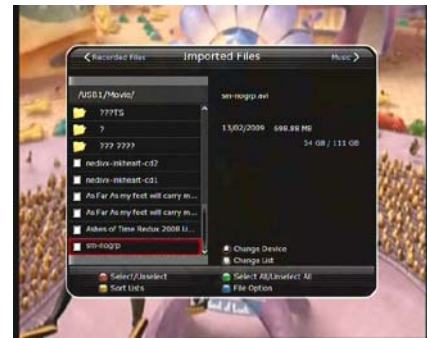 Recorded Files
Imported Files
Music
/USB1/Movie/
???TS
?
??? ????
nedivx-inkheart-cd2
nedivx-inkheart-cd1
As Far As my feet will carry m...
As Far As my feet will carry m...
Ashes of Time Redux 2008 Li...
sm-nogrp
sm-nogrp.avi
13/02/2009 698.88 MB
54 GB / 111 GB
Change Device
Change List
Select/Unselect
Select All/Unselect All
Sort Lists
File Option